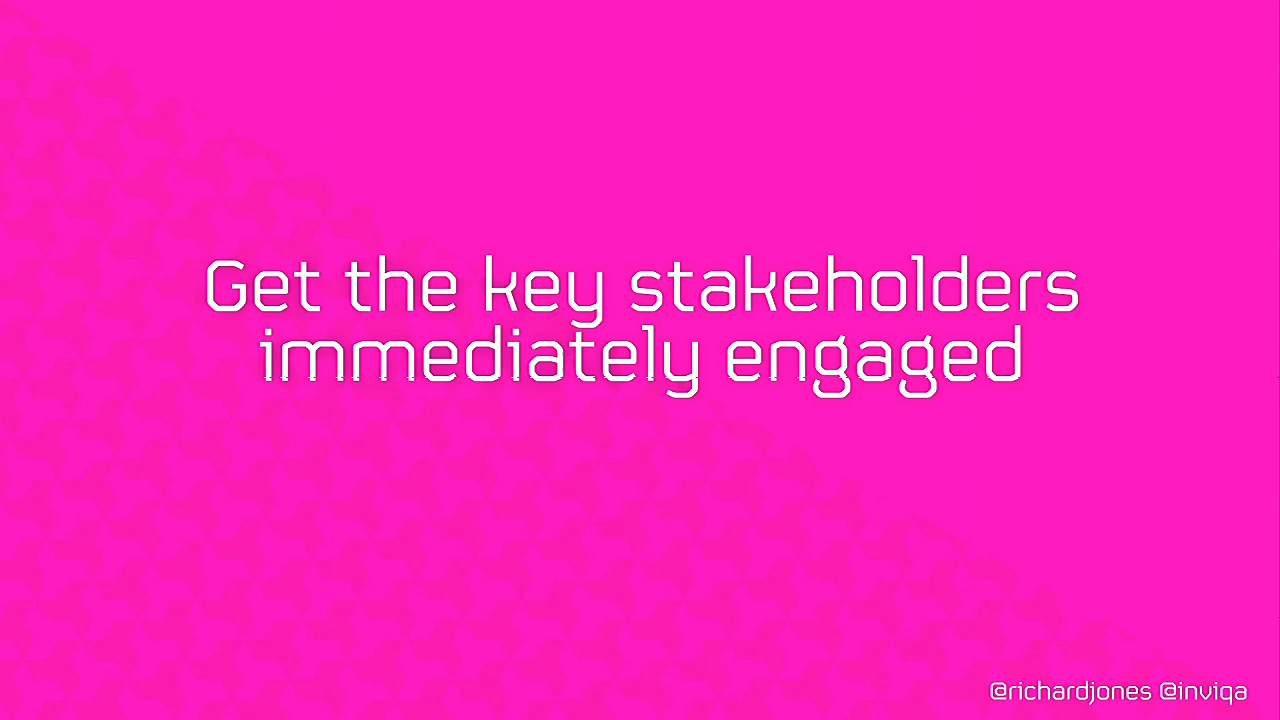 Get the key stakeholders
immediately engaged
@richardjones @inviqa